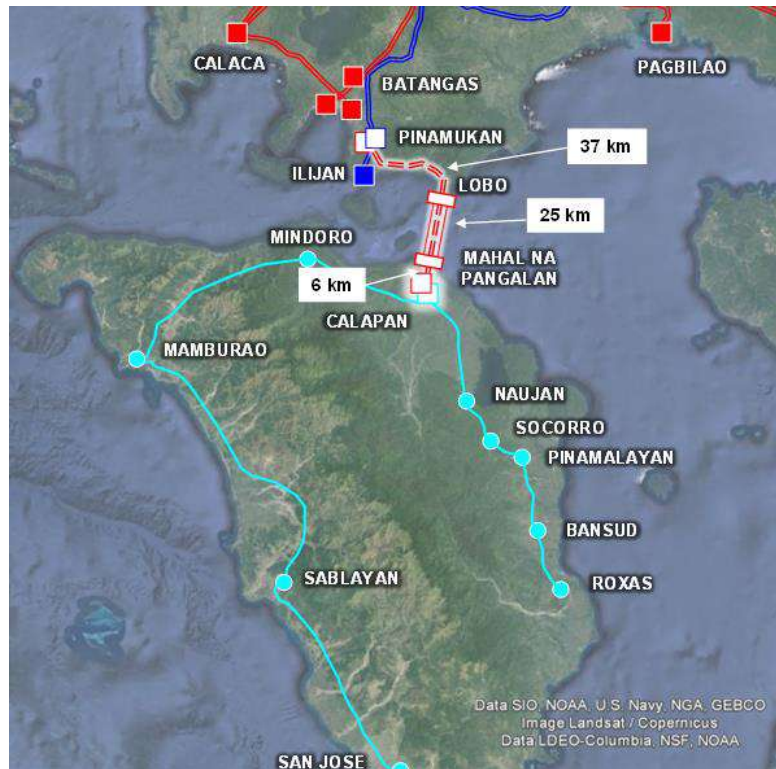 CALACA
PAGBILAO
BATANGAS
PINAMUKAN
37 km
ILIJAN
LOBO
25 km
MINDORO
MAHAL NA
PANGALAN
6 km
CALAPAN
MAMBURAO
NAUJAN
SOCORRO
PINAMALAYAN
BANSUD
SABLAYAN
ROXAS
Data SIO, NOAA, U.S. Navy, NGA, GEBCO
Image Landsat / Copernicus
Data LDEO-Columbia, NSF, NOAA
SAN JOSE